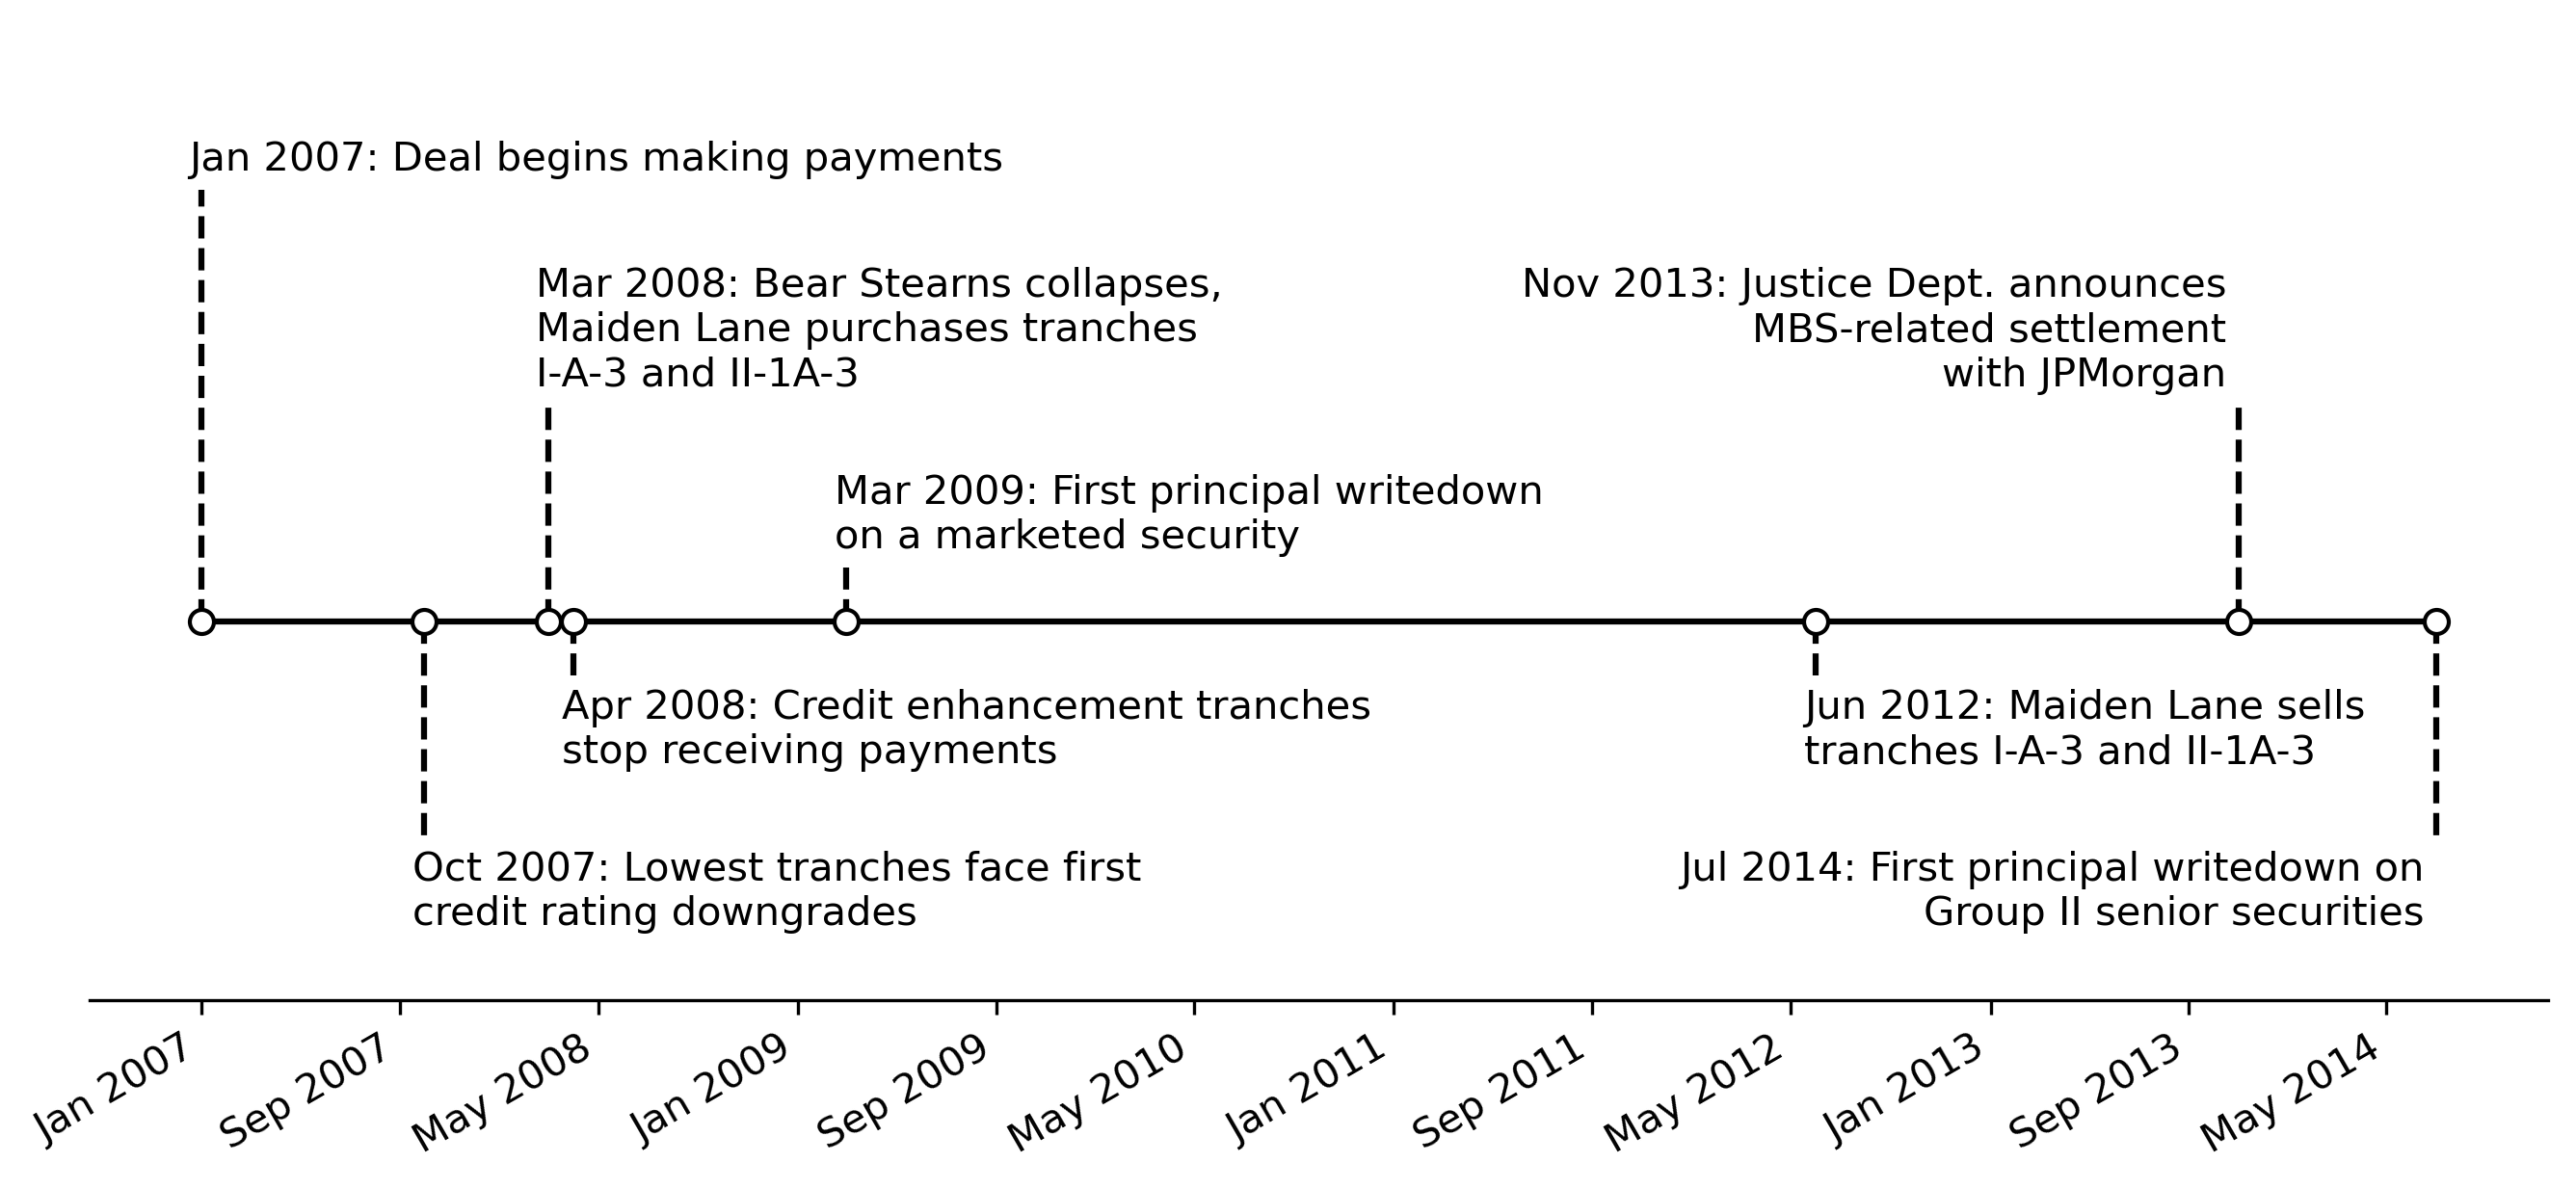 Jan 2007: Deal begins making payments
Mar 2008: Bear Stearns collapses,
Maiden Lane purchases tranches
I-A-3 and II-1A-3
Nov 2013: Justice Dept. announces
MBS-related settlement
with JPMorgan
Mar 2009: First principal writedown
on a marketed security
Apr 2008: Credit enhancement tranches
stop receiving payments
Jun 2012: Maiden Lane sells
tranches I-A-3 and II-1A-3
Oct 2007: Lowest tranches face first
credit rating downgrades
Jul 2014: First principal writedown on
Group II senior securities
Jan 2007
Sep 2007
May 2008
Jan 2009
Sep 2009
May 2010
Jan 2011
Sep 2011
May 2012
Jan 2013
Sep 2013
May 2014